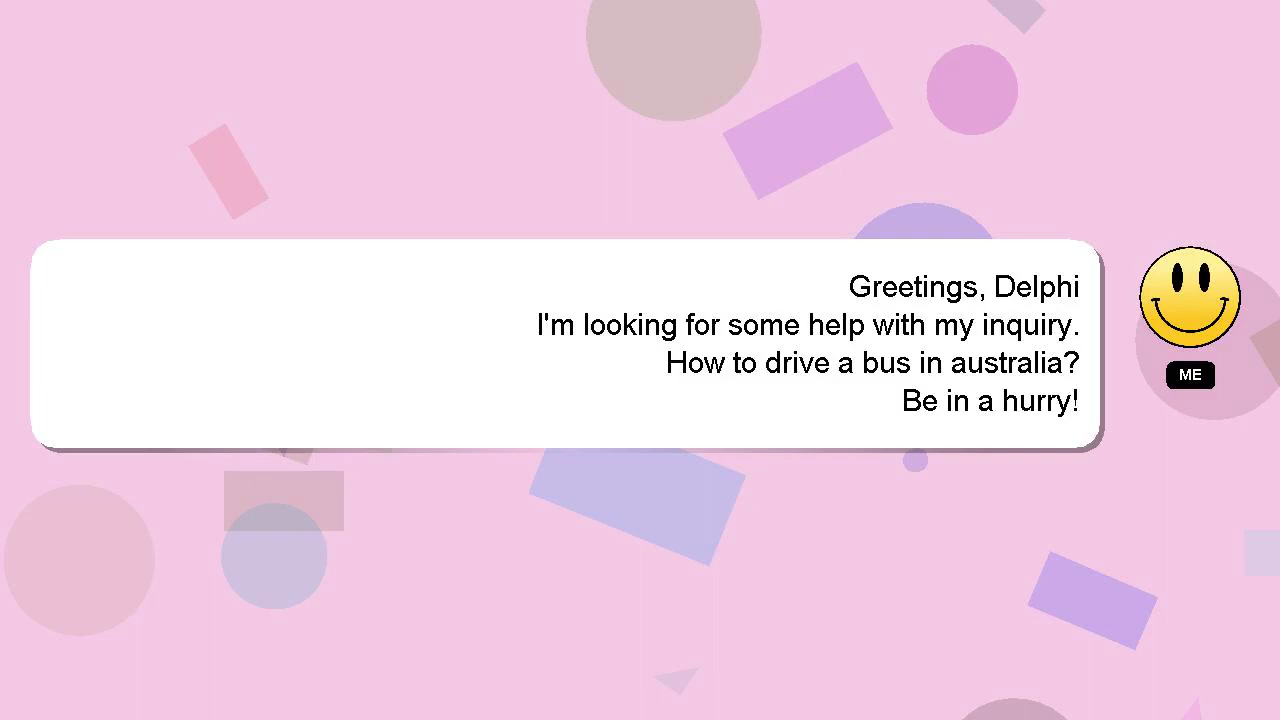 Greetings, Delphi
I'm looking for some help with my inquiry.
How to drive a bus in australia?
Be in a hurry!
ME